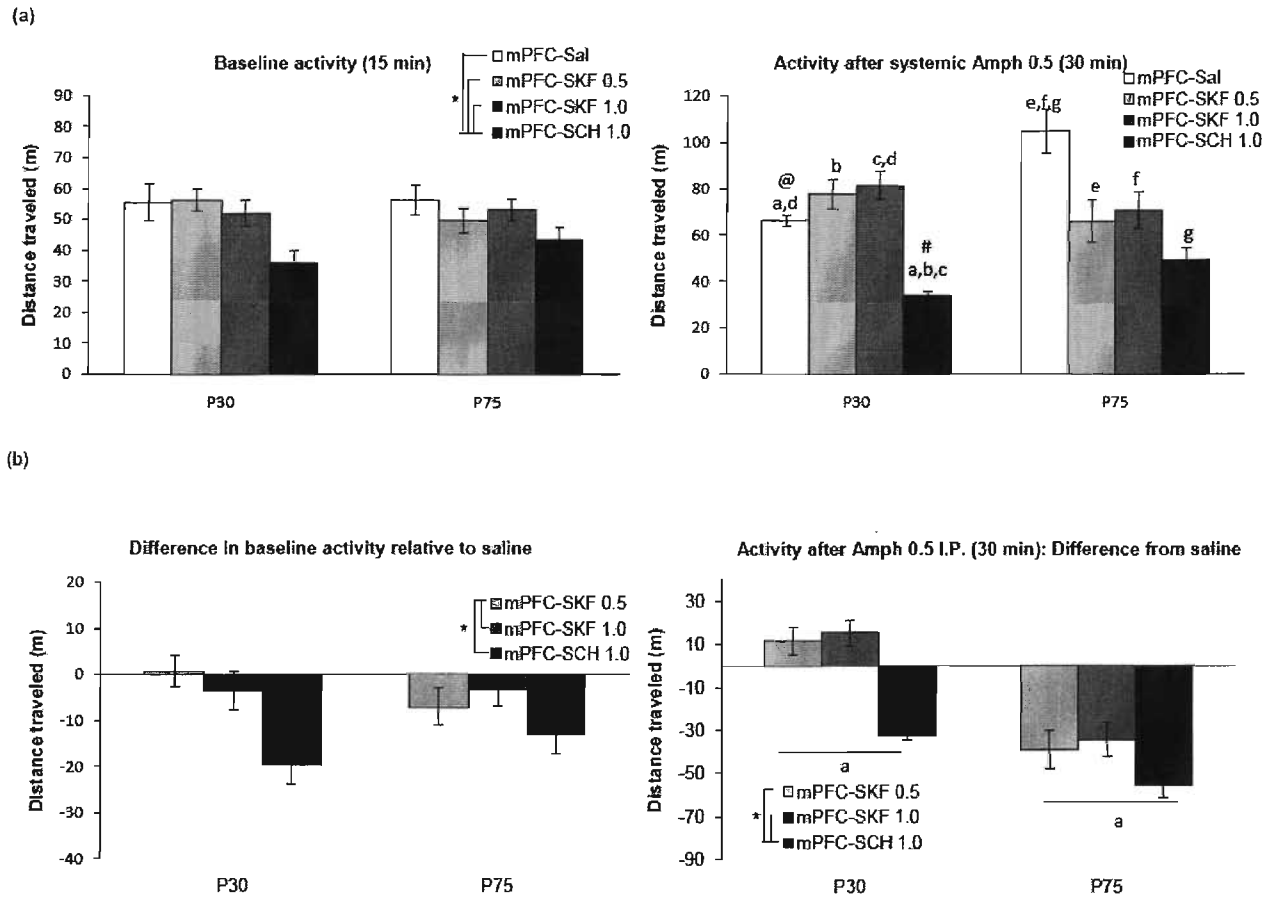 (a)
Baseline activity (15 min)
mPFC-Sal
mPFC-SKF 0.5
mPFC-SKF 1.0
mPFC-SCH 1.0
*
90
80
70
60
50
40
30
20
10
0
Distance traveled (m)
P30
P75
Activity after systemic Amph 0.5 (30 min)
mPFC-Sal
mPFC-SKF 0.5
mPFC-SKF 1.0
mPFC-SCH 1.0
120
100
80
60
40
20
0
Distance traveled (m)
@
a,d
b
c,d
#
a,b,c
e,f,g
e
f
g
P30
P75
(b)
Difference in baseline activity relative to saline
20
10
0
-10
-20
-30
-40
Distance traveled (m)
*
mPFC-SKF 0.5
mPFC-SKF 1.0
mPFC-SCH 1.0
P30
P75
Activity after Amph 0.5 I.P. (30 min): Difference from saline
30
10
-10
-30
-50
-70
-90
Distance traveled (m)
a
a
*
mPFC-SKF 0.5
mPFC-SKF 1.0
mPFC-SCH 1.0
P30
P75